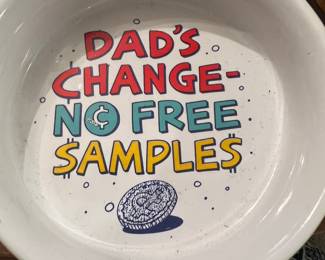 DAD'S
CHANGE-
NO FREE
SAMPLES